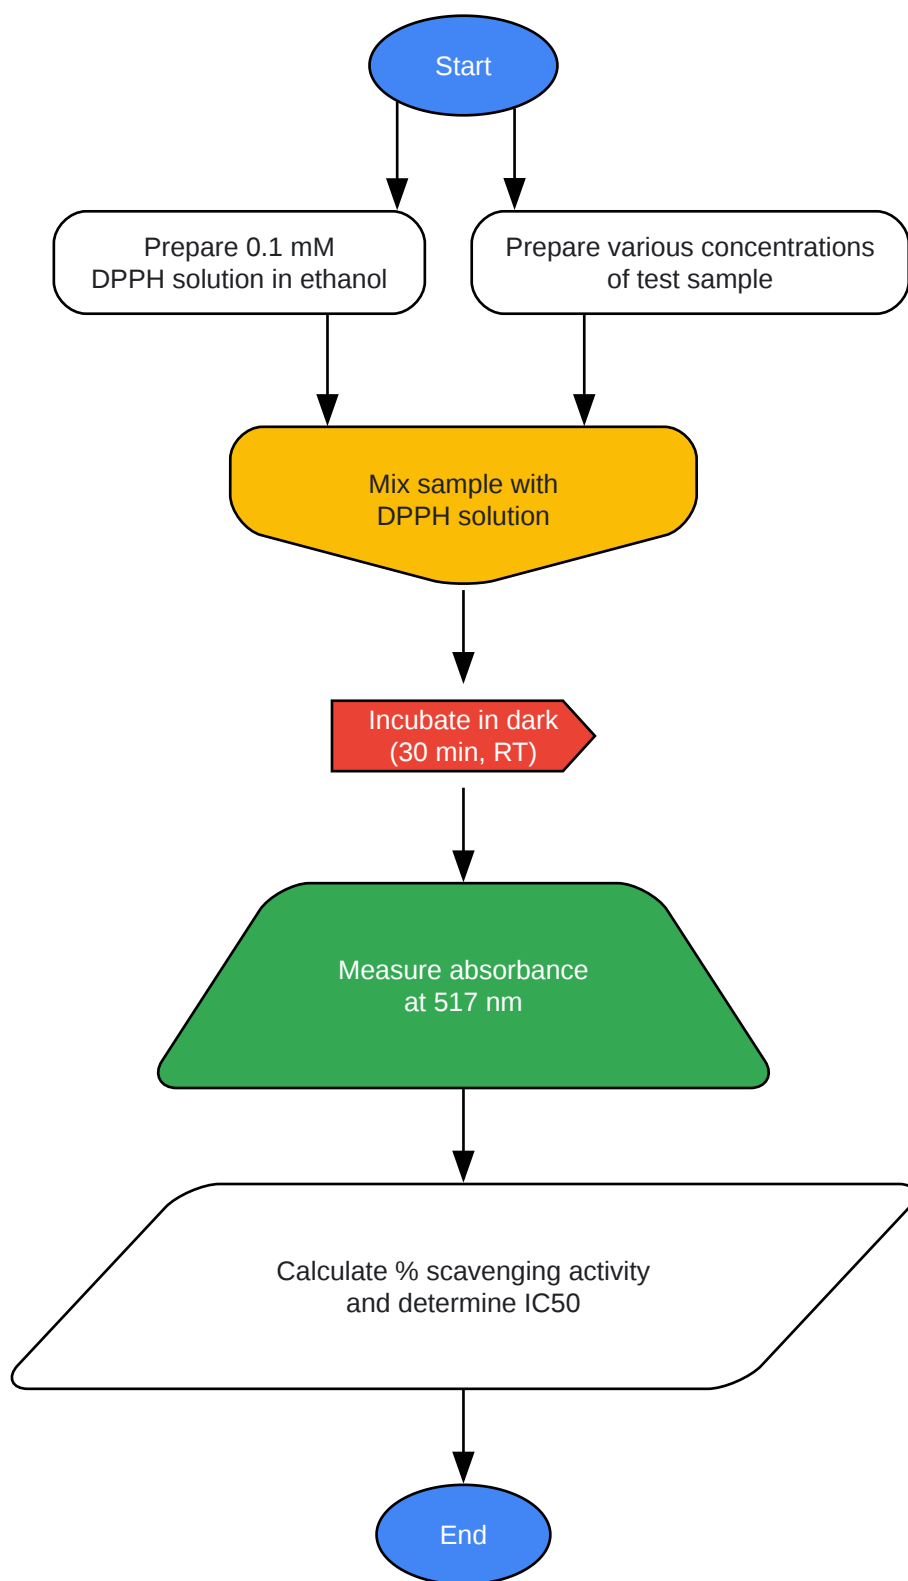 Start
Prepare 0.1 mM
DPPH solution in ethanol
Prepare various concentrations
of test sample
Mix sample with
DPPH solution
Incubate in dark
(30 min, RT)
Measure absorbance
at 517 nm
Calculate % scavenging activity
and determine IC50
End